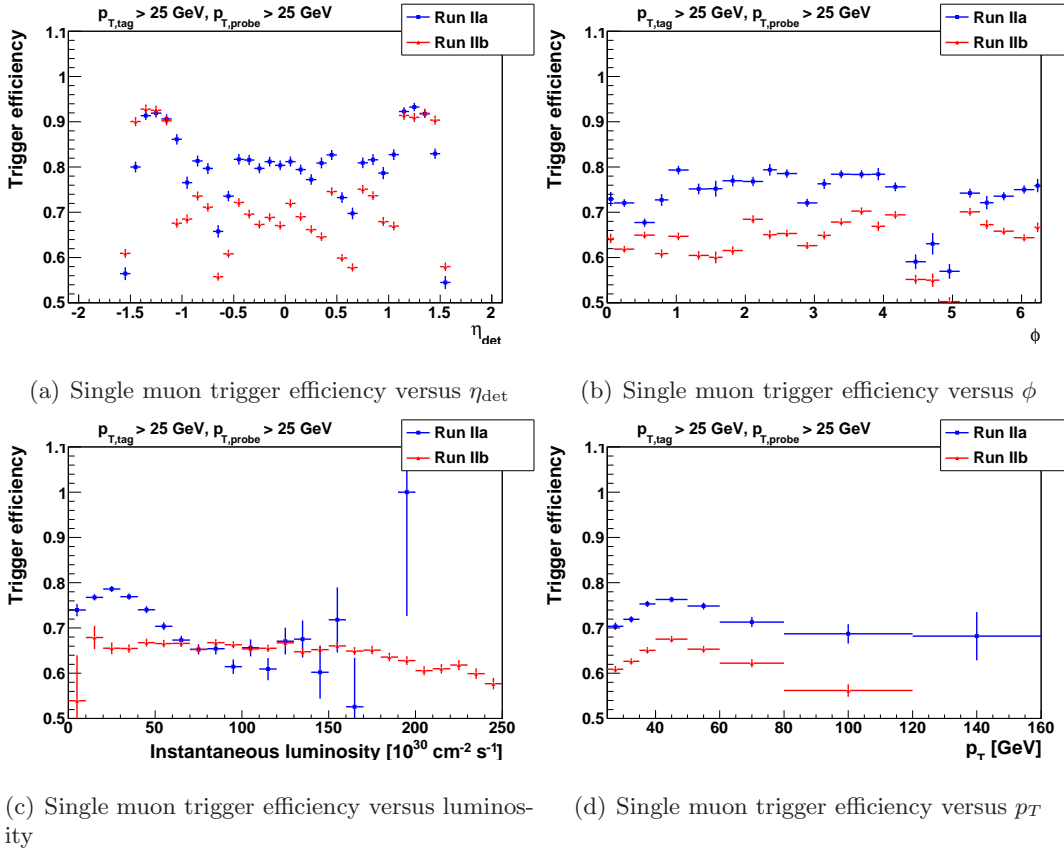 p_T,tag > 25 GeV, p_T,probe > 25 GeV
Run IIa
Run IIb
Trigger efficiency
1.1
1
0.9
0.8
0.7
0.6
0.5
-2 -1.5 -1 -0.5 0 0.5 1 1.5 2
η_det
(a) Single muon trigger efficiency versus η_det
p_T,tag > 25 GeV, p_T,probe > 25 GeV
Run IIa
Run IIb
Trigger efficiency
1.1
1
0.9
0.8
0.7
0.6
0.5
0 1 2 3 4 5 6
ϕ
(b) Single muon trigger efficiency versus ϕ
p_T,tag > 25 GeV, p_T,probe > 25 GeV
Run IIa
Run IIb
Trigger efficiency
1.1
1
0.9
0.8
0.7
0.6
0.5
0 50 100 150 200 250
Instantaneous luminosity [10^30 cm^-2 s^-1]
(c) Single muon trigger efficiency versus luminos-
ity
p_T,tag > 25 GeV, p_T,probe > 25 GeV
Run IIa
Run IIb
Trigger efficiency
1.1
1
0.9
0.8
0.7
0.6
0.5
40 60 80 100 120 140 160
p_T [GeV]
(d) Single muon trigger efficiency versus p_T